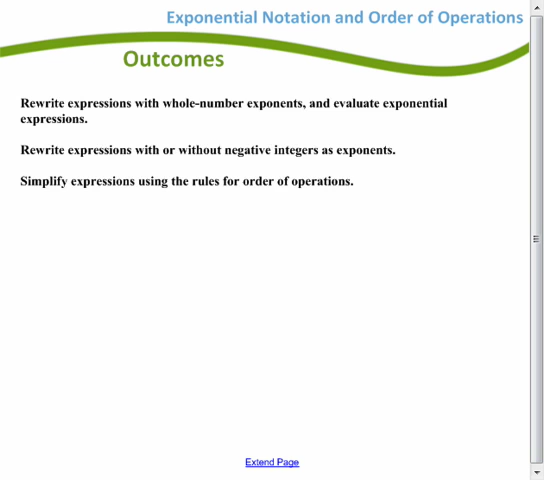 Exponential Notation and Order of Operations
Outcomes
Rewrite expressions with whole-number exponents, and evaluate exponential
expressions.
Rewrite expressions with or without negative integers as exponents.
Simplify expressions using the rules for order of operations.
Extend Page